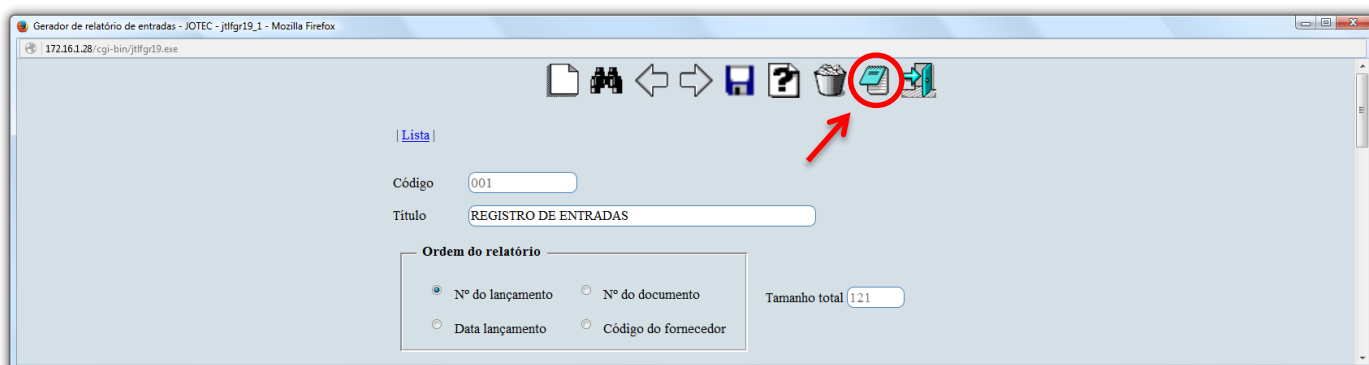 Gerador de relatório de entradas - JOTEC - jtlfgr19_1 - Mozilla Firefox
172.16.1.28/cgi-bin/jtlfgr19.exe
| Lista |
Código 001
Título REGISTRO DE ENTRADAS
Ordem do relatório
Nº do lançamento Nº do documento Tamanho total 121
Data lançamento Código do fornecedor